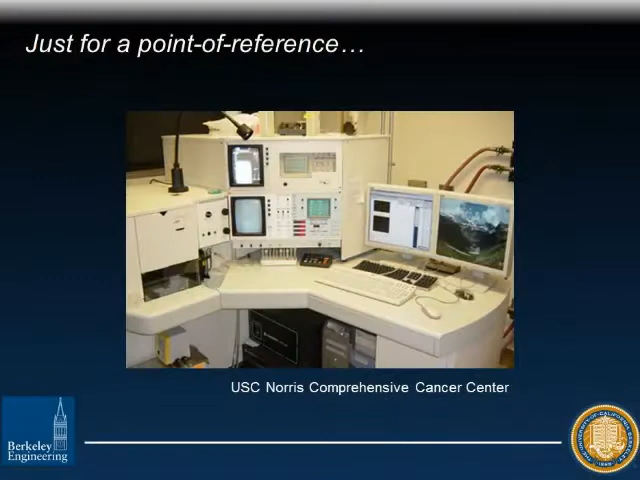 Just for a point-of-reference…
USC Norris Comprehensive Cancer Center
Berkeley
Engineering